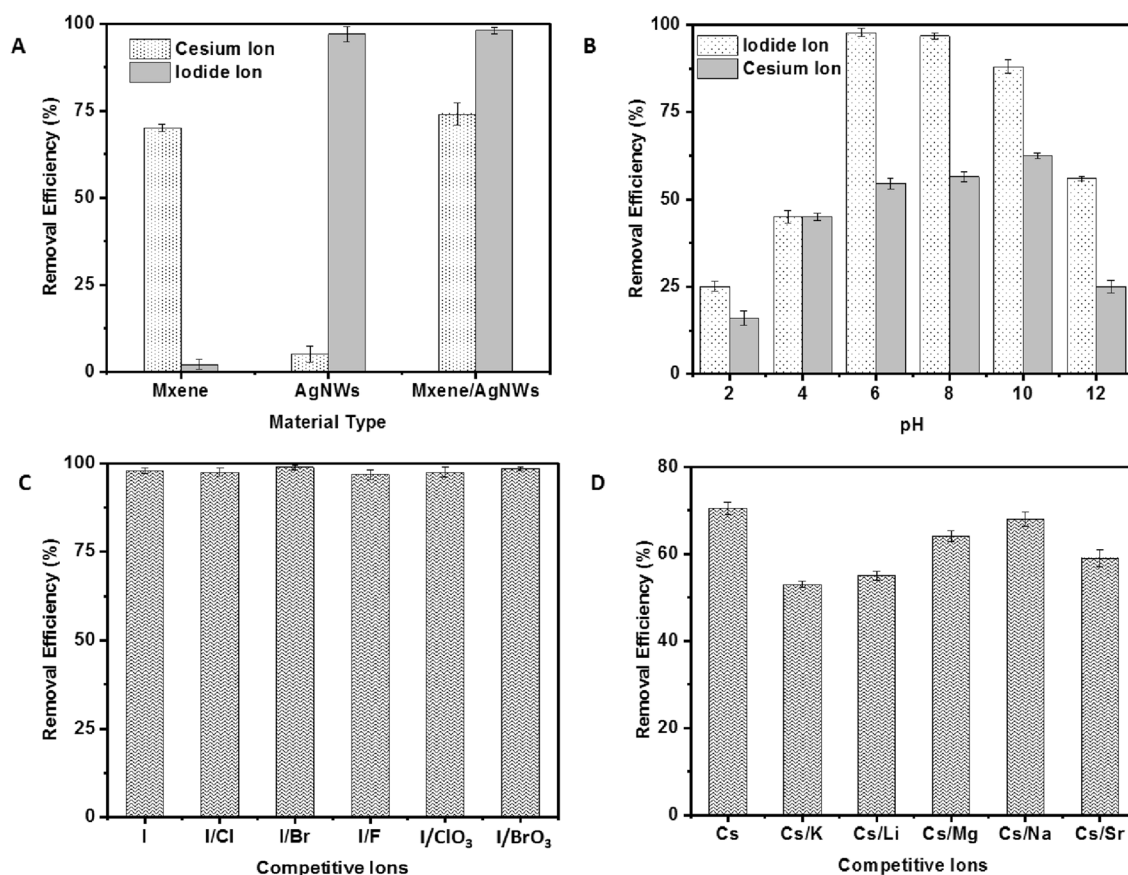 A
Cesium Ion
Iodide Ion
100
75
50
25
0
Removal Efficiency (%)
Mxene AgNWs Mxene/AgNWs
Material Type
B
Iodide Ion
Cesium Ion
100
75
50
25
0
Removal Efficiency (%)
2 4 6 8 10 12
pH
C
100
75
50
25
0
Removal Efficiency (%)
I I/Cl I/Br I/F I/ClO₃ I/BrO₃
Competitive Ions
D
80
60
40
20
0
Removal Efficiency (%)
Cs Cs/K Cs/Li Cs/Mg Cs/Na Cs/Sr
Competitive Ions